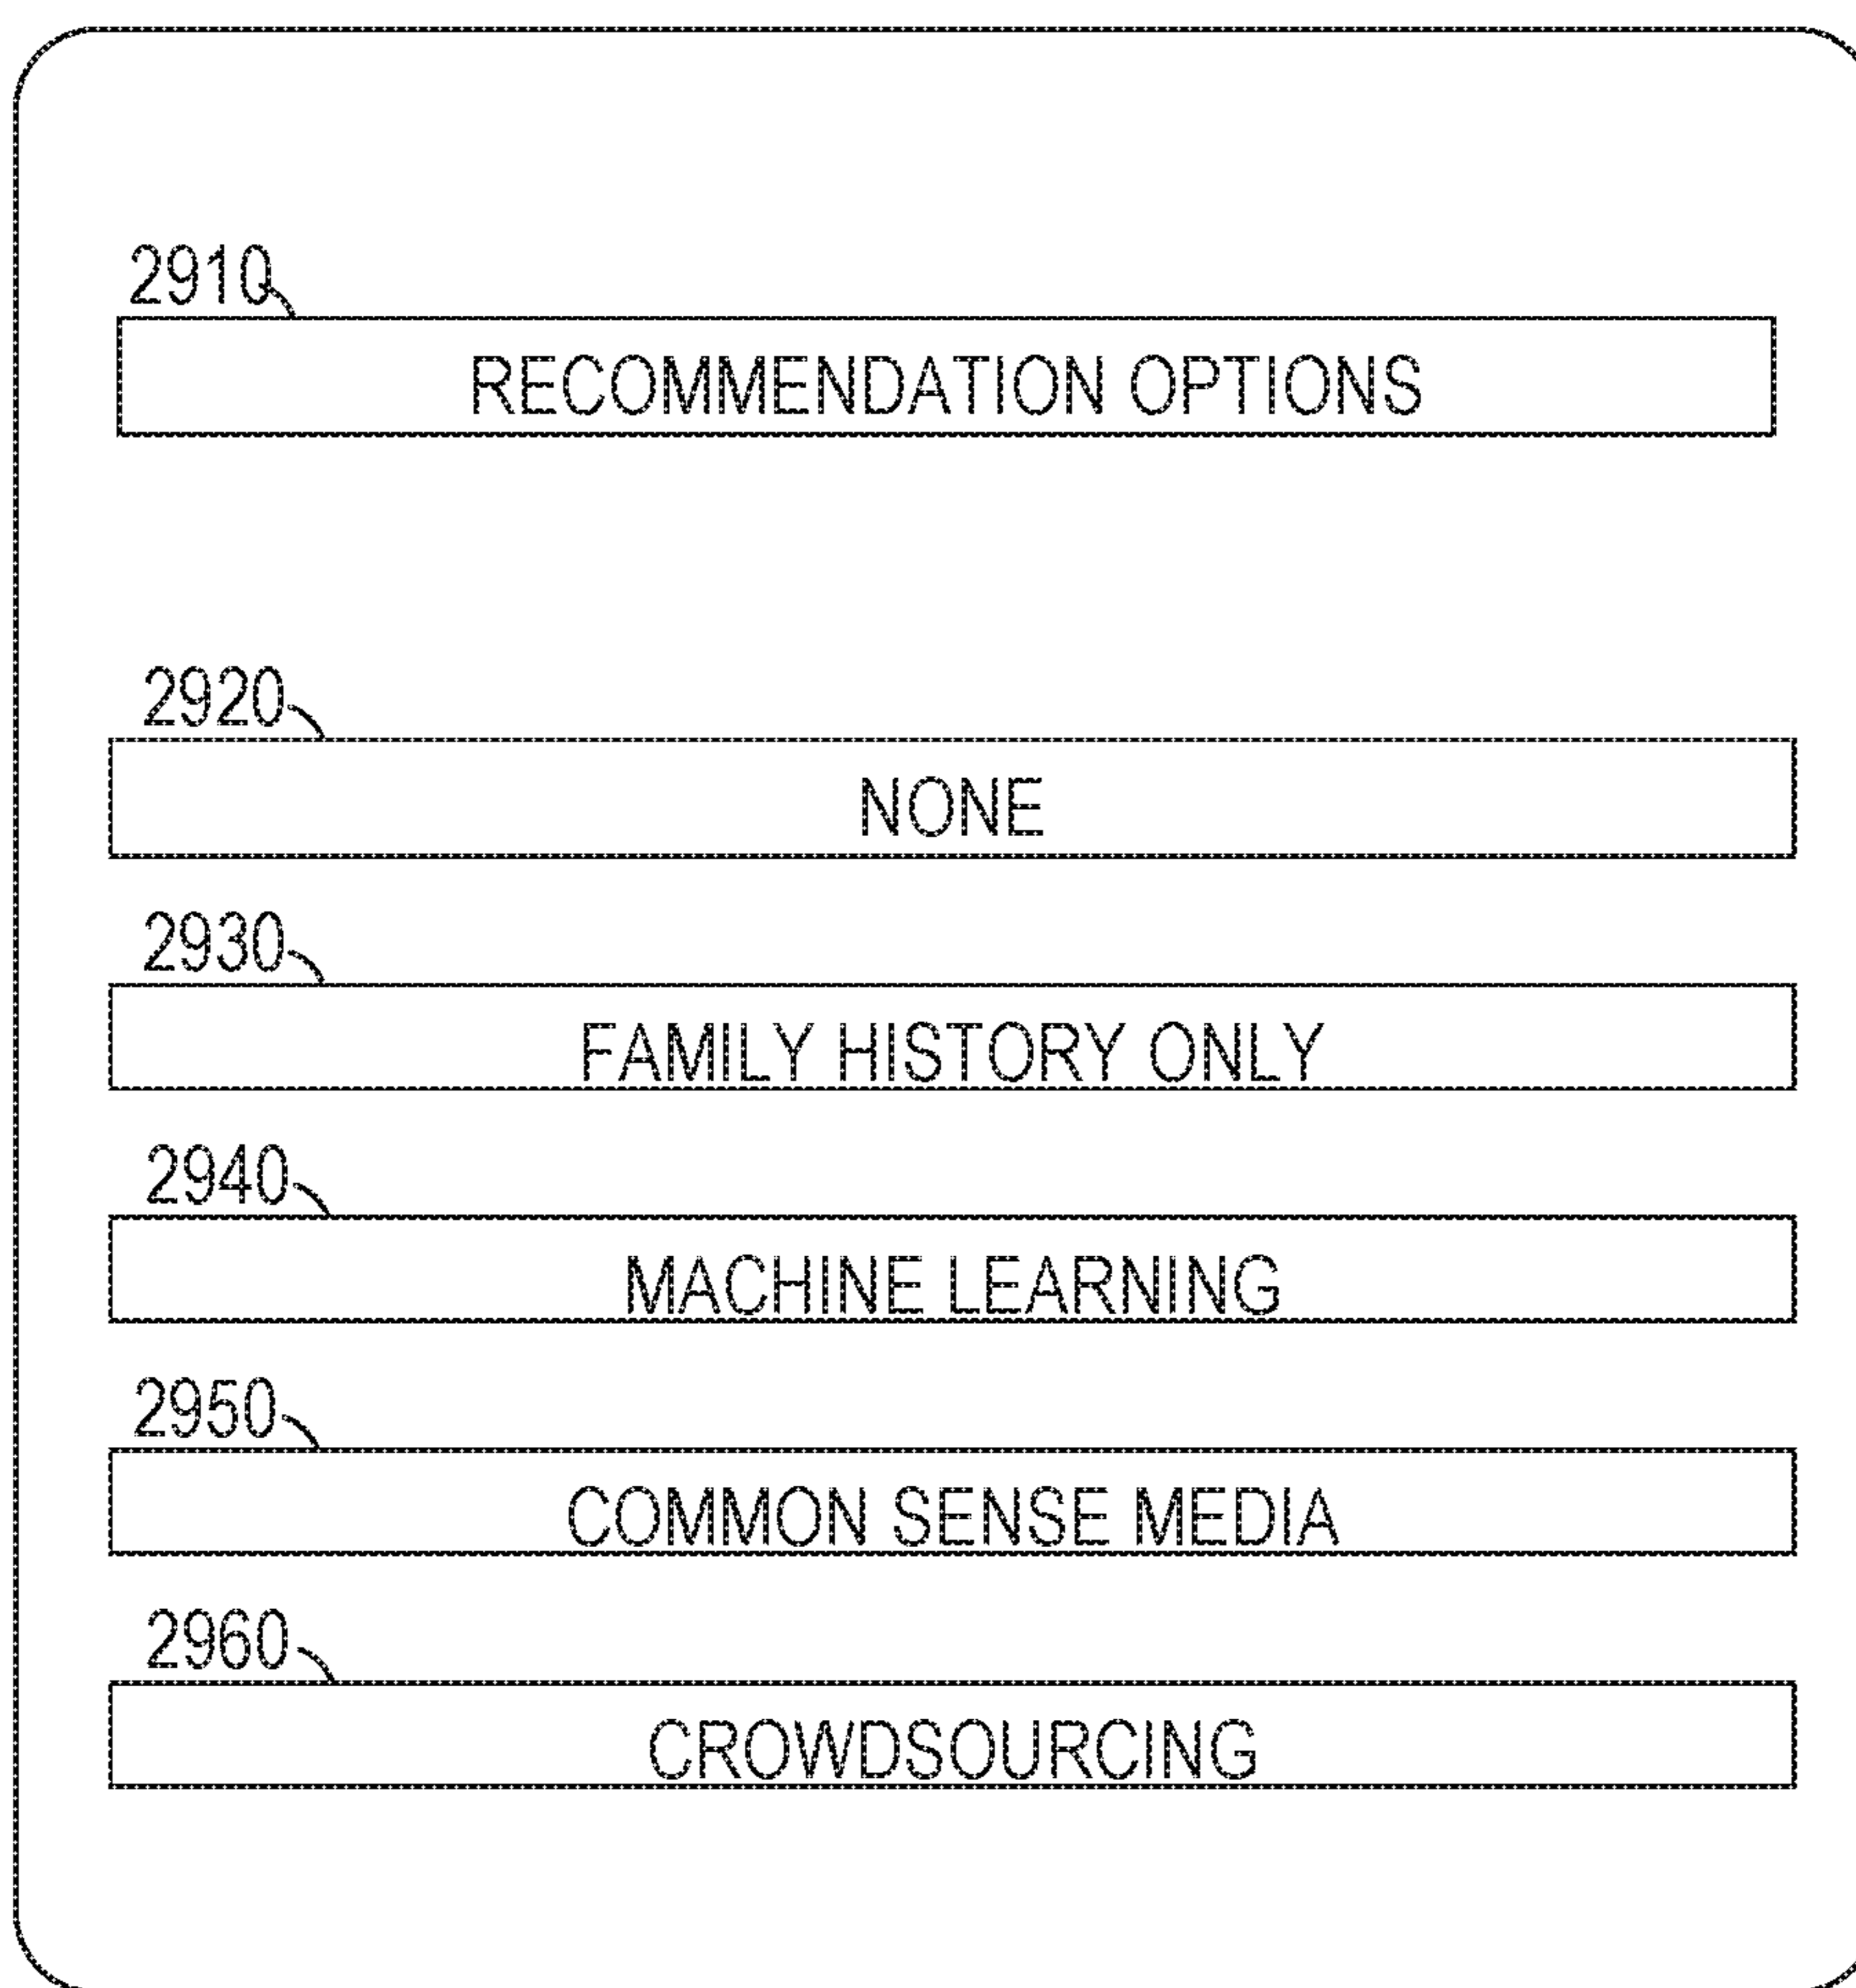 2910
RECOMMENDATION OPTIONS
2920
NONE
2930
FAMILY HISTORY ONLY
2940
MACHINE LEARNING
2950
COMMON SENSE MEDIA
2960
CROWDSOURCING